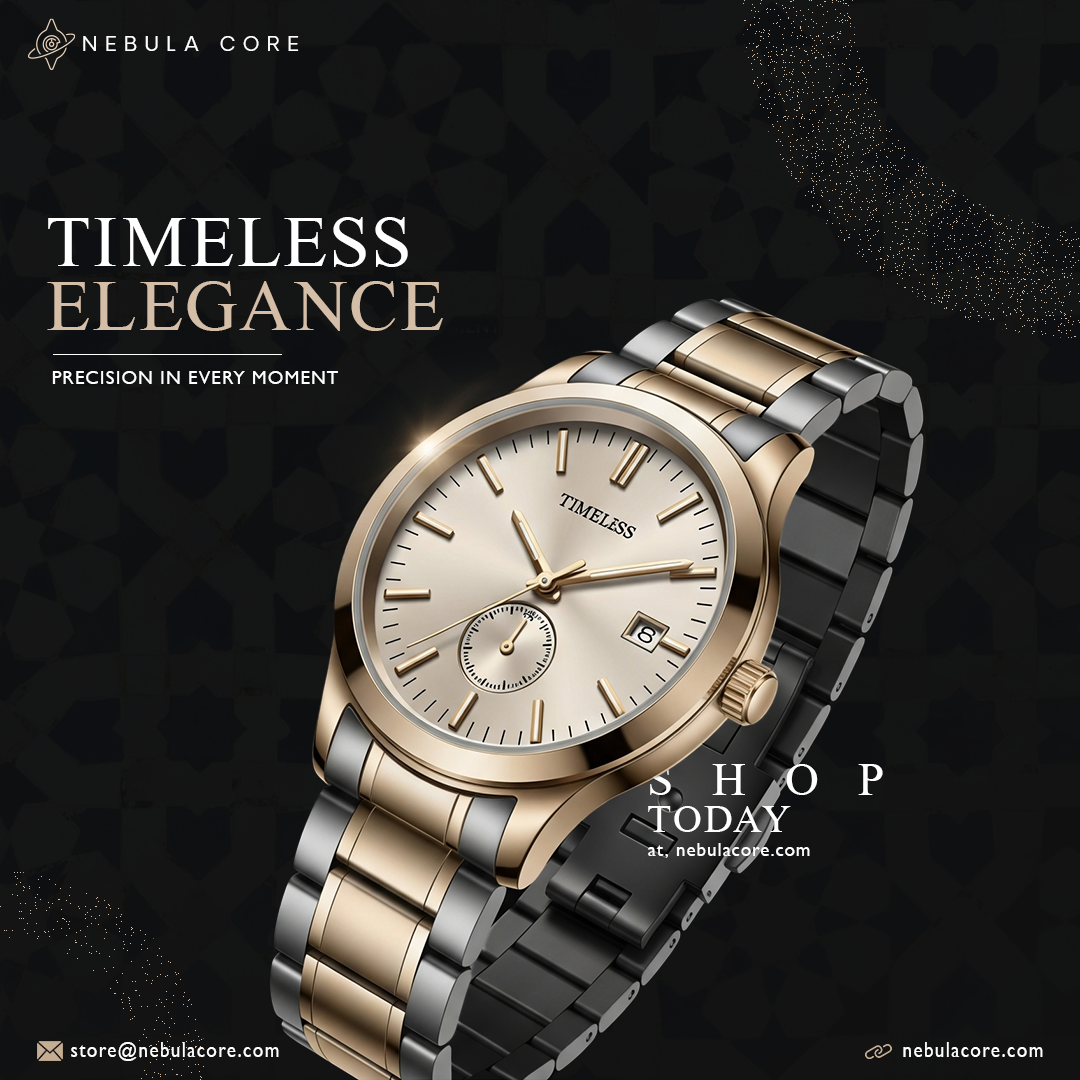 NEBULA CORE
TIMELESS
ELEGANCE
PRECISION IN EVERY MOMENT
TIMELESS
8
SHOP
TODAY
at, nebulacore.com
store@nebulacore.com
nebulacore.com